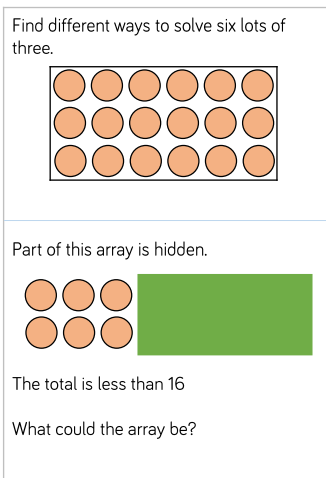 Find different ways to solve six lots of
three.
Part of this array is hidden.
The total is less than 16
What could the array be?